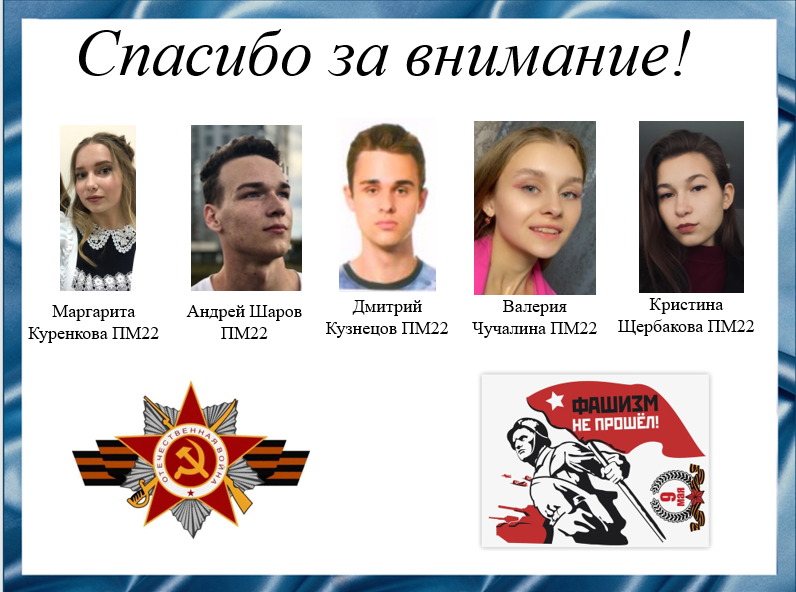 Спасибо за внимание!
Маргарита
Куренкова ПМ22
Андрей Шаров
ПМ22
Дмитрий
Кузнецов ПМ22
Валерия
Чучалина ПМ22
Кристина
Щербакова ПМ22
ОТЕЧЕСТВЕННАЯ ВОЙНА
ФАШИЗМ
НЕ ПРОШЁЛ!
9
мая